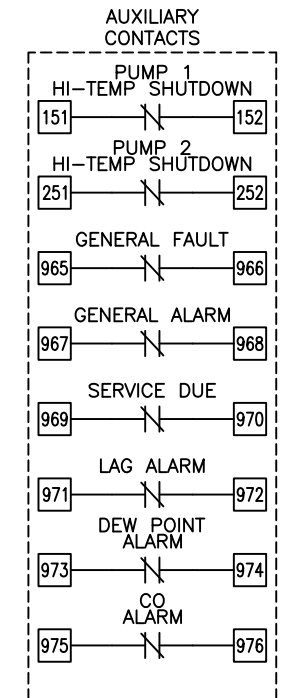 AUXILIARY
CONTACTS
PUMP 1
HI-TEMP SHUTDOWN
151 152
PUMP 2
HI-TEMP SHUTDOWN
251 252
GENERAL FAULT
965 966
GENERAL ALARM
967 968
SERVICE DUE
969 970
LAG ALARM
971 972
DEW POINT
ALARM
973 974
CO
ALARM
975 976